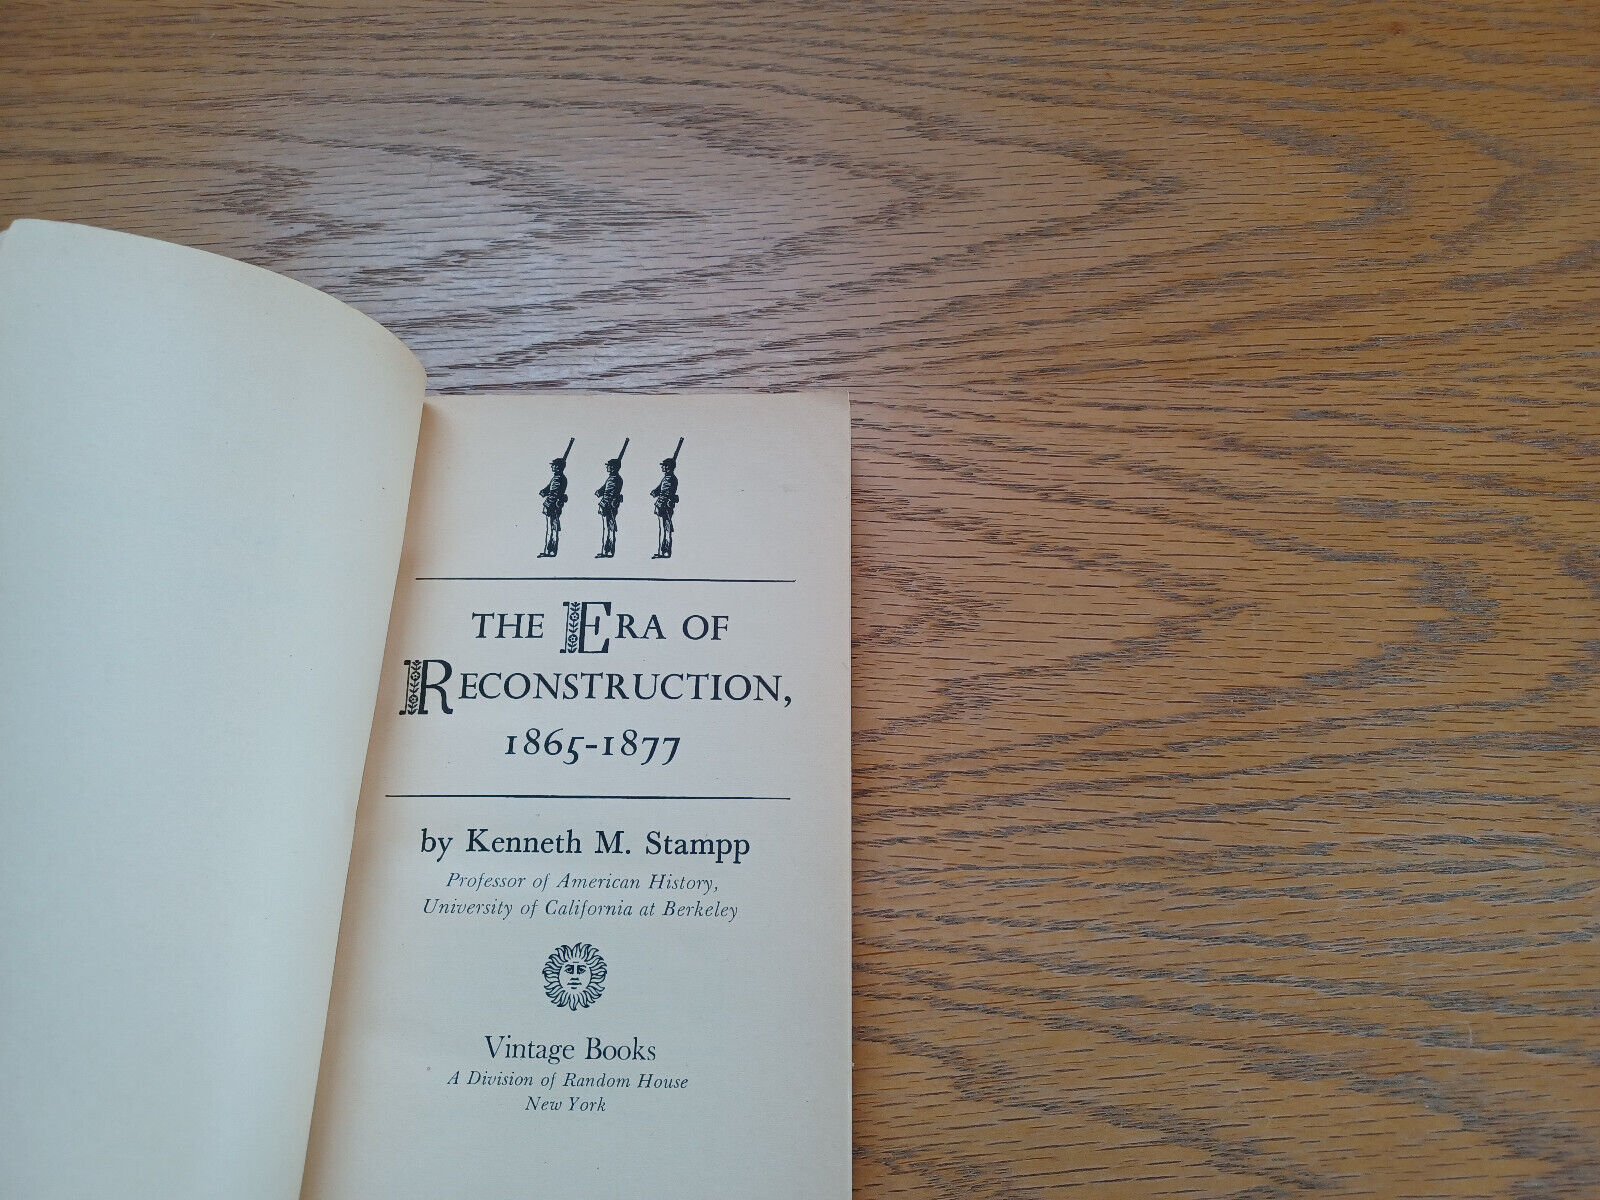 THE ERA OF
RECONSTRUCTION,
1865-1877
by Kenneth M. Stampp
Professor of American History,
University of California at Berkeley
Vintage Books
A Division of Random House
New York